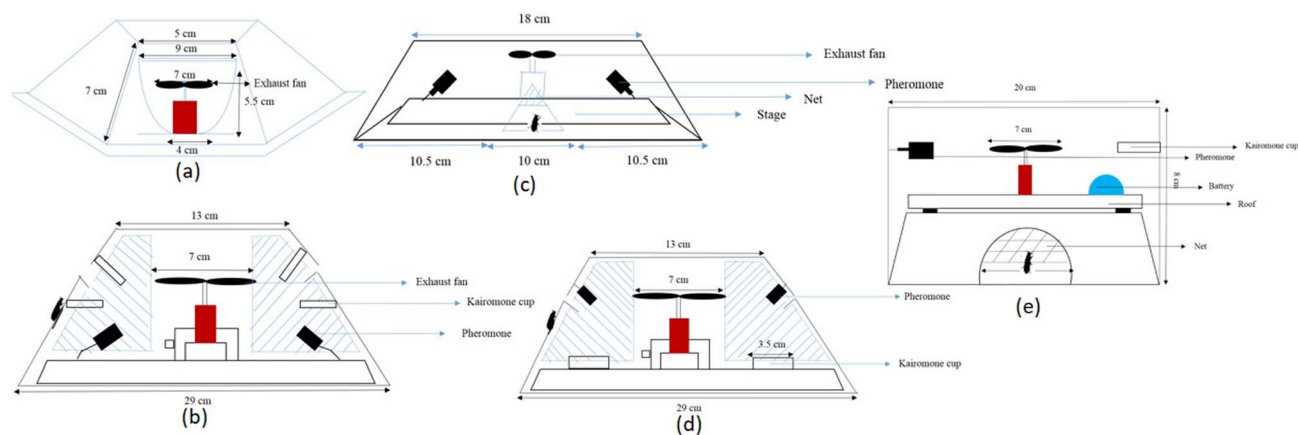 5 cm
9 cm
7 cm
7 cm
Exhaust fan
5.5 cm
4 cm
(a)
18 cm
Exhaust fan
Pheromone
Net
Stage
10.5 cm
10 cm
10.5 cm
(c)
20 cm
7 cm
Kairomone cup
Pheromone
8 cm
Battery
Roof
Net
(e)
13 cm
7 cm
Exhaust fan
Kairomone cup
Pheromone
29 cm
(b)
13 cm
7 cm
Pheromone
3.5 cm
Kairomone cup
29 cm
(d)